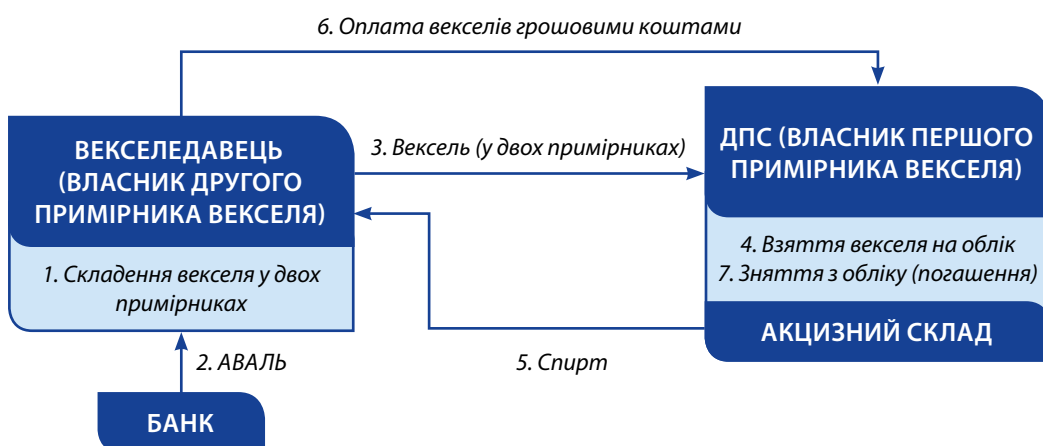 6. Оплата векселів грошовими коштами
ВЕКСЕЛЕДАВЕЦЬ
(ВЛАСНИК ДРУГОГО
ПРИМІРНИКА ВЕКСЕЛЯ)
1. Складення векселя у двох
примірниках
3. Вексель (у двох примірниках)
ДПС (ВЛАСНИК ПЕРШОГО
ПРИМІРНИКА ВЕКСЕЛЯ)
4. Взяття векселя на облік
7. Зняття з обліку (погашення)
АКЦИЗНИЙ СКЛАД
2. АВАЛЬ
5. Спирт
БАНК